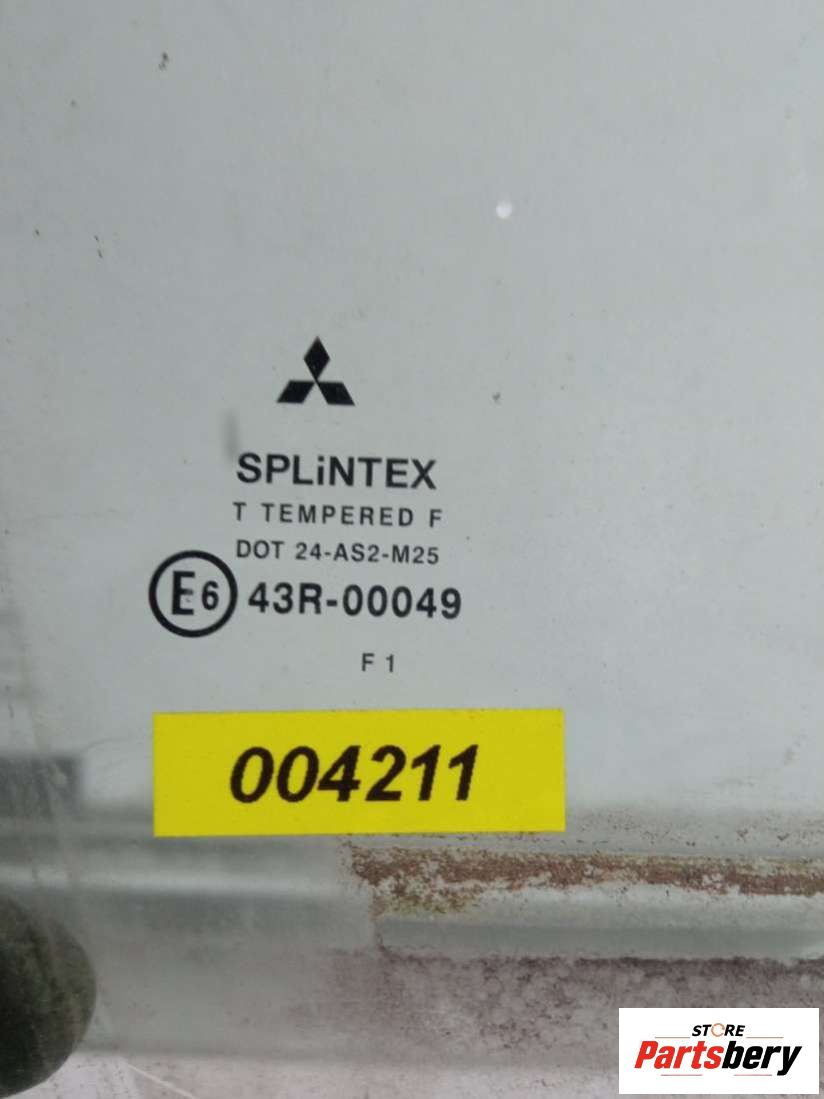 SPLiNTEX
T TEMPERED F
DOT 24-AS2-M25
E6 43R-00049
F 1
004211
STORE
Partsbery